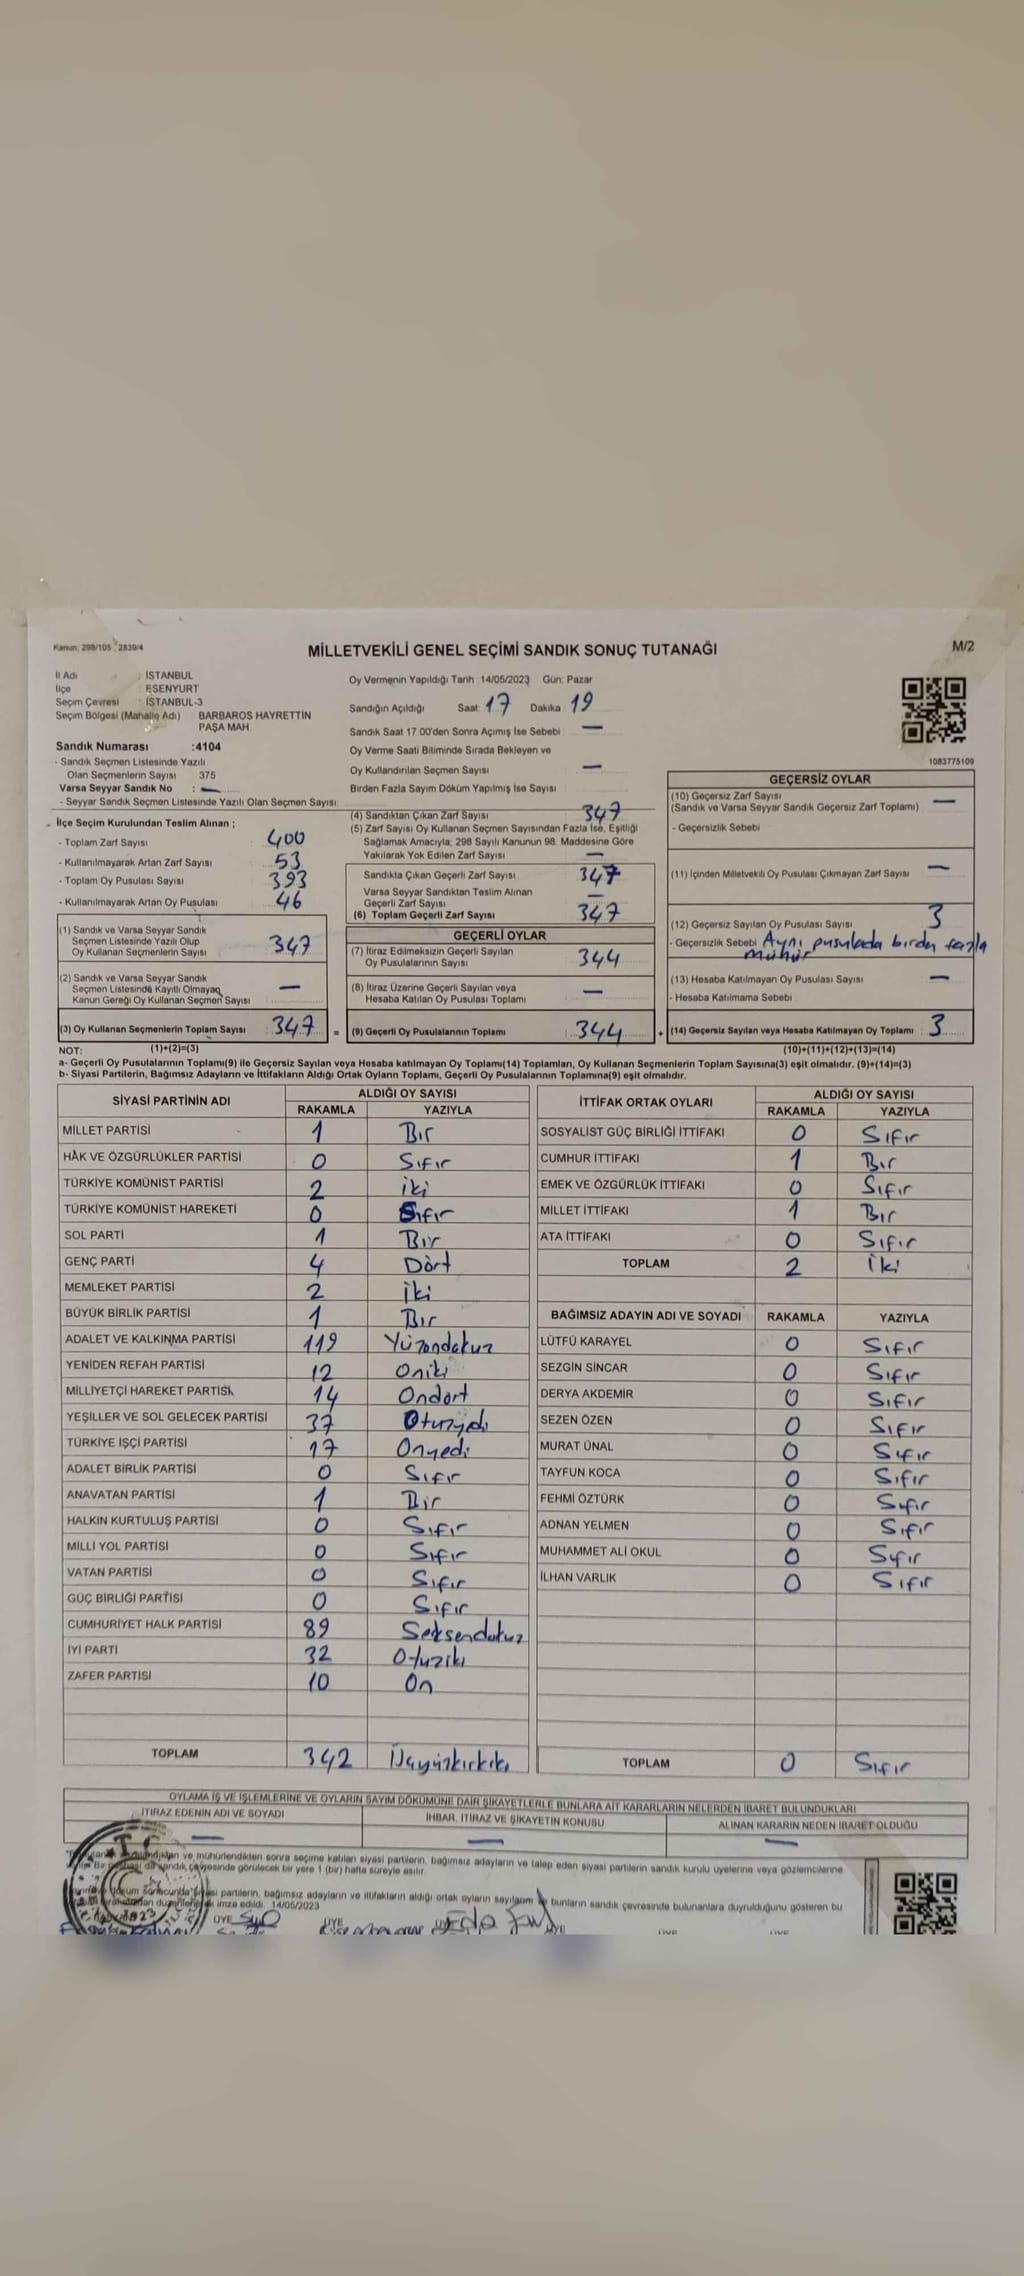 Kanun: 298/105, 2839/4
MİLLETVEKİLİ GENEL SEÇİMİ SANDIK SONUÇ TUTANAĞI
M/2
İl Adı : İSTANBUL
İlçe : ESENYURT
Seçim Çevresi : İSTANBUL-3
Seçim Bölgesi (Mahalle Adı) BARBAROS HAYRETTİN
PAŞA MAH.
Sandık Numarası :4104
- Sandık Seçmen Listesinde Yazılı
Olan Seçmenlerin Sayısı 375
Varsa Seyyar Sandık No : —
- Seyyar Sandık Seçmen Listesinde Yazılı Olan Seçmen Sayısı:
İlçe Seçim Kurulundan Teslim Alınan ;
- Toplam Zarf Sayısı : 400
- Kullanılmayarak Artan Zarf Sayısı : 53
- Toplam Oy Pusulası Sayısı : 393
- Kullanılmayarak Artan Oy Pusulası : 46
(1) Sandık ve Varsa Seyyar Sandık
Seçmen Listesinde Yazılı Olup
Oy Kullanan Seçmenlerin Sayısı : 347
(2) Sandık ve Varsa Seyyar Sandık
Seçmen Listesinde Kayıtlı Olmayan
Kanun Gereği Oy Kullanan Seçmen Sayısı : —
(3) Oy Kullanan Seçmenlerin Toplam Sayısı : 347 =
Oy Vermenin Yapıldığı Tarih :14/05/2023 Gün: Pazar
Sandığın Açıldığı Saat: 17 Dakika 19
Sandık Saat 17.00'den Sonra Açımış İse Sebebi : —
Oy Verme Saati Bitiminde Sırada Bekleyen ve
Oy Kullandırılan Seçmen Sayısı : —
Birden Fazla Sayım Döküm Yapılmış İse Sayısı :
(4) Sandıktan Çıkan Zarf Sayısı : 347
(5) Zarf Sayısı Oy Kullanan Seçmen Sayısından Fazla İse, Eşitliği
Sağlamak Amacıyla, 298 Sayılı Kanunun 98. Maddesine Göre
Yakılarak Yok Edilen Zarf Sayısı : —
Sandıkta Çıkan Geçerli Zarf Sayısı : 347
Varsa Seyyar Sandıktan Teslim Alınan
Geçerli Zarf Sayısı : —
(6) Toplam Geçerli Zarf Sayısı : 347
GEÇERLİ OYLAR
(7) İtiraz Edilmeksizin Geçerli Sayılan
Oy Pusulalarının Sayısı : 344
(8) İtiraz Üzerine Geçerli Sayılan veya
Hesaba Katılan Oy Pusulası Toplamı : —
(9) Geçerli Oy Pusulalarının Toplamı : 344 +
1083775109
GEÇERSİZ OYLAR
(10) Geçersiz Zarf Sayısı
(Sandık ve Varsa Seyyar Sandık Geçersiz Zarf Toplamı) : —
- Geçersizlik Sebebi
(11) İçinden Milletvekili Oy Pusulası Çıkmayan Zarf Sayısı : —
(12) Geçersiz Sayılan Oy Pusulası Sayısı : 3
- Geçersizlik Sebebi Aynı pusulada birden fazla
mühür
(13) Hesaba Katılmayan Oy Pusulası Sayısı : —
- Hesaba Katılmama Sebebi
(14) Geçersiz Sayılan veya Hesaba Katılmayan Oy Toplamı : 3
NOT: (1)+(2)=(3) (10)+(11)+(12)+(13)=(14)
a- Geçerli Oy Pusulalarının Toplamı(9) ile Geçersiz Sayılan veya Hesaba katılmayan Oy Toplamı(14) Toplamları, Oy Kullanan Seçmenlerin Toplam Sayısına(3) eşit olmalıdır. (9)+(14)=(3)
b- Siyasi Partilerin, Bağımsız Adayların ve İttifakların Aldığı Ortak Oyların Toplamı, Geçerli Oy Pusulalarının Toplamına(9) eşit olmalıdır.
SİYASİ PARTİNİN ADI ALDIĞI OY SAYISI
RAKAMLA YAZIYLA
MİLLET PARTİSİ 1 Bir
HAK VE ÖZGÜRLÜKLER PARTİSİ 0 Sıfır
TÜRKİYE KOMÜNİST PARTİSİ 2 iki
TÜRKİYE KOMÜNİST HAREKETİ 0 Sıfır
SOL PARTİ 1 Bir
GENÇ PARTİ 4 Dört
MEMLEKET PARTİSİ 2 İki
BÜYÜK BİRLİK PARTİSİ 1 Bir
ADALET VE KALKINMA PARTİSİ 119 Yüzondokuz
YENİDEN REFAH PARTİSİ 12 Oniki
MİLLİYETÇİ HAREKET PARTİSİ 14 Ondört
YEŞİLLER VE SOL GELECEK PARTİSİ 37 Otuzyedi
TÜRKİYE İŞÇİ PARTİSİ 17 Onyedi
ADALET BİRLİK PARTİSİ 0 Sıfır
ANAVATAN PARTİSİ 1 Bir
HALKIN KURTULUŞ PARTİSİ 0 Sıfır
MİLLİ YOL PARTİSİ 0 Sıfır
VATAN PARTİSİ 0 Sıfır
GÜÇ BİRLİĞİ PARTİSİ 0 Sıfır
CUMHURİYET HALK PARTİSİ 89 Seksendokuz
İYİ PARTİ 32 Otuziki
ZAFER PARTİSİ 10 On
TOPLAM 342 Üçyüzkırkiki
İTTİFAK ORTAK OYLARI ALDIĞI OY SAYISI
RAKAMLA YAZIYLA
SOSYALİST GÜÇ BİRLİĞİ İTTİFAKI 0 Sıfır
CUMHUR İTTİFAKI 1 Bir
EMEK VE ÖZGÜRLÜK İTTİFAKI 0 Sıfır
MİLLET İTTİFAKI 1 Bir
ATA İTTİFAKI 0 Sıfır
TOPLAM 2 İki
BAĞIMSIZ ADAYIN ADI VE SOYADI RAKAMLA YAZIYLA
LÜTFÜ KARAYEL 0 Sıfır
SEZGİN SİNCAR 0 Sıfır
DERYA AKDEMİR 0 Sıfır
SEZEN ÖZEN 0 Sıfır
MURAT ÜNAL 0 Sıfır
TAYFUN KOCA 0 Sıfır
FEHMİ ÖZTÜRK 0 Sıfır
ADNAN YELMEN 0 Sıfır
MUHAMMET ALİ OKUL 0 Sıfır
İLHAN VARLIK 0 Sıfır
TOPLAM 0 Sıfır
OYLAMA İŞ VE İŞLEMLERİNE VE OYLARIN SAYIM DÖKÜMÜNE DAİR ŞİKAYETLERLE BUNLARA AİT KARARLARIN NELERDEN İBARET BULUNDUKLARI
İTİRAZ EDENİN ADI VE SOYADI İHBAR, İTİRAZ VE ŞİKAYETİN KONUSU ALINAN KARARIN NEDEN İBARET OLDUĞU
— — —
ve mühürlendikten sonra seçime katılan siyasi partilerin, bağımsız adayların ve talep eden siyasi partilerin sandık kurulu üyelerine veya gözlemcilerine
sandık çevresinde görülecek bir yere 1 (bir) hafta süreyle asılır.
partilerin, bağımsız adayların ve ittifakların aldığı ortak oyların sayılarını ve bunların sandık çevresinde bulunanlara duyrulduğunu gösteren bu
imza edildi. 14/05/2023
T.C.
1923
ÜYE ÜYE Eda ÜYE ÜYE